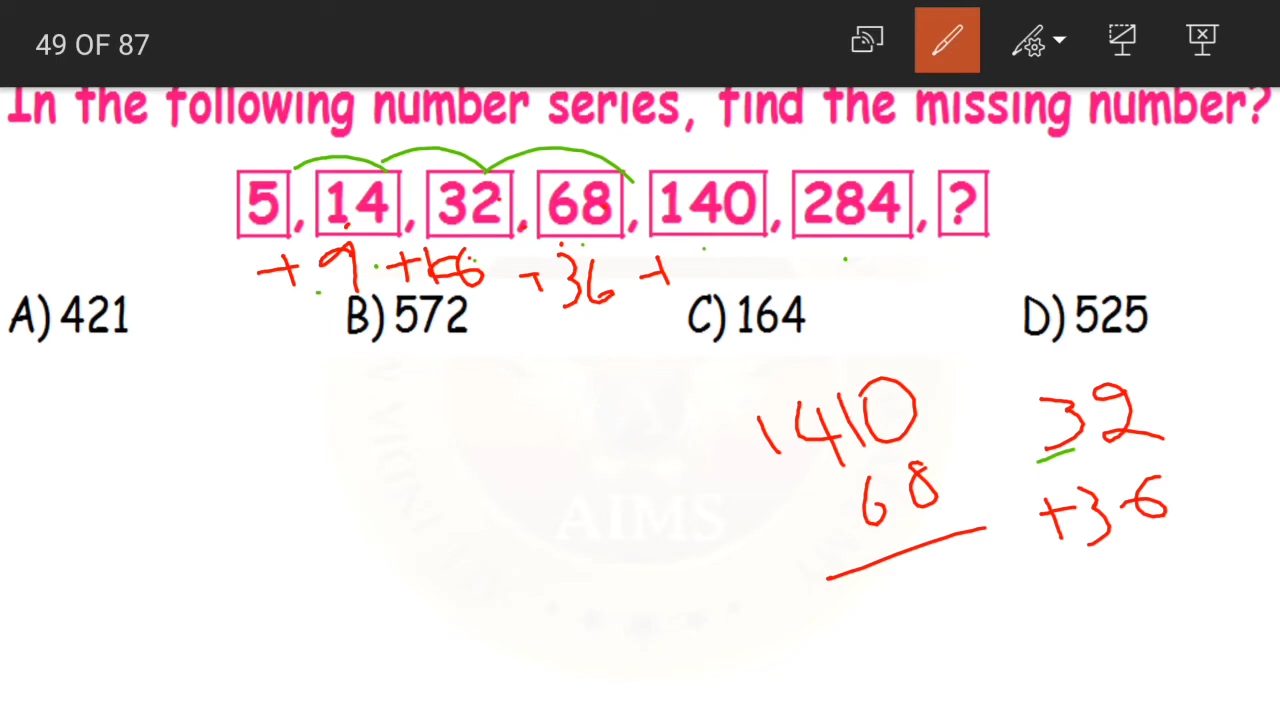 49 OF 87
In the following number series, find the missing number?
5, 14, 32, 68, 140, 284, ?
+9 +16 +36 +
A) 421 B) 572 C) 164 D) 525
1410 32
68 +36
AIMS